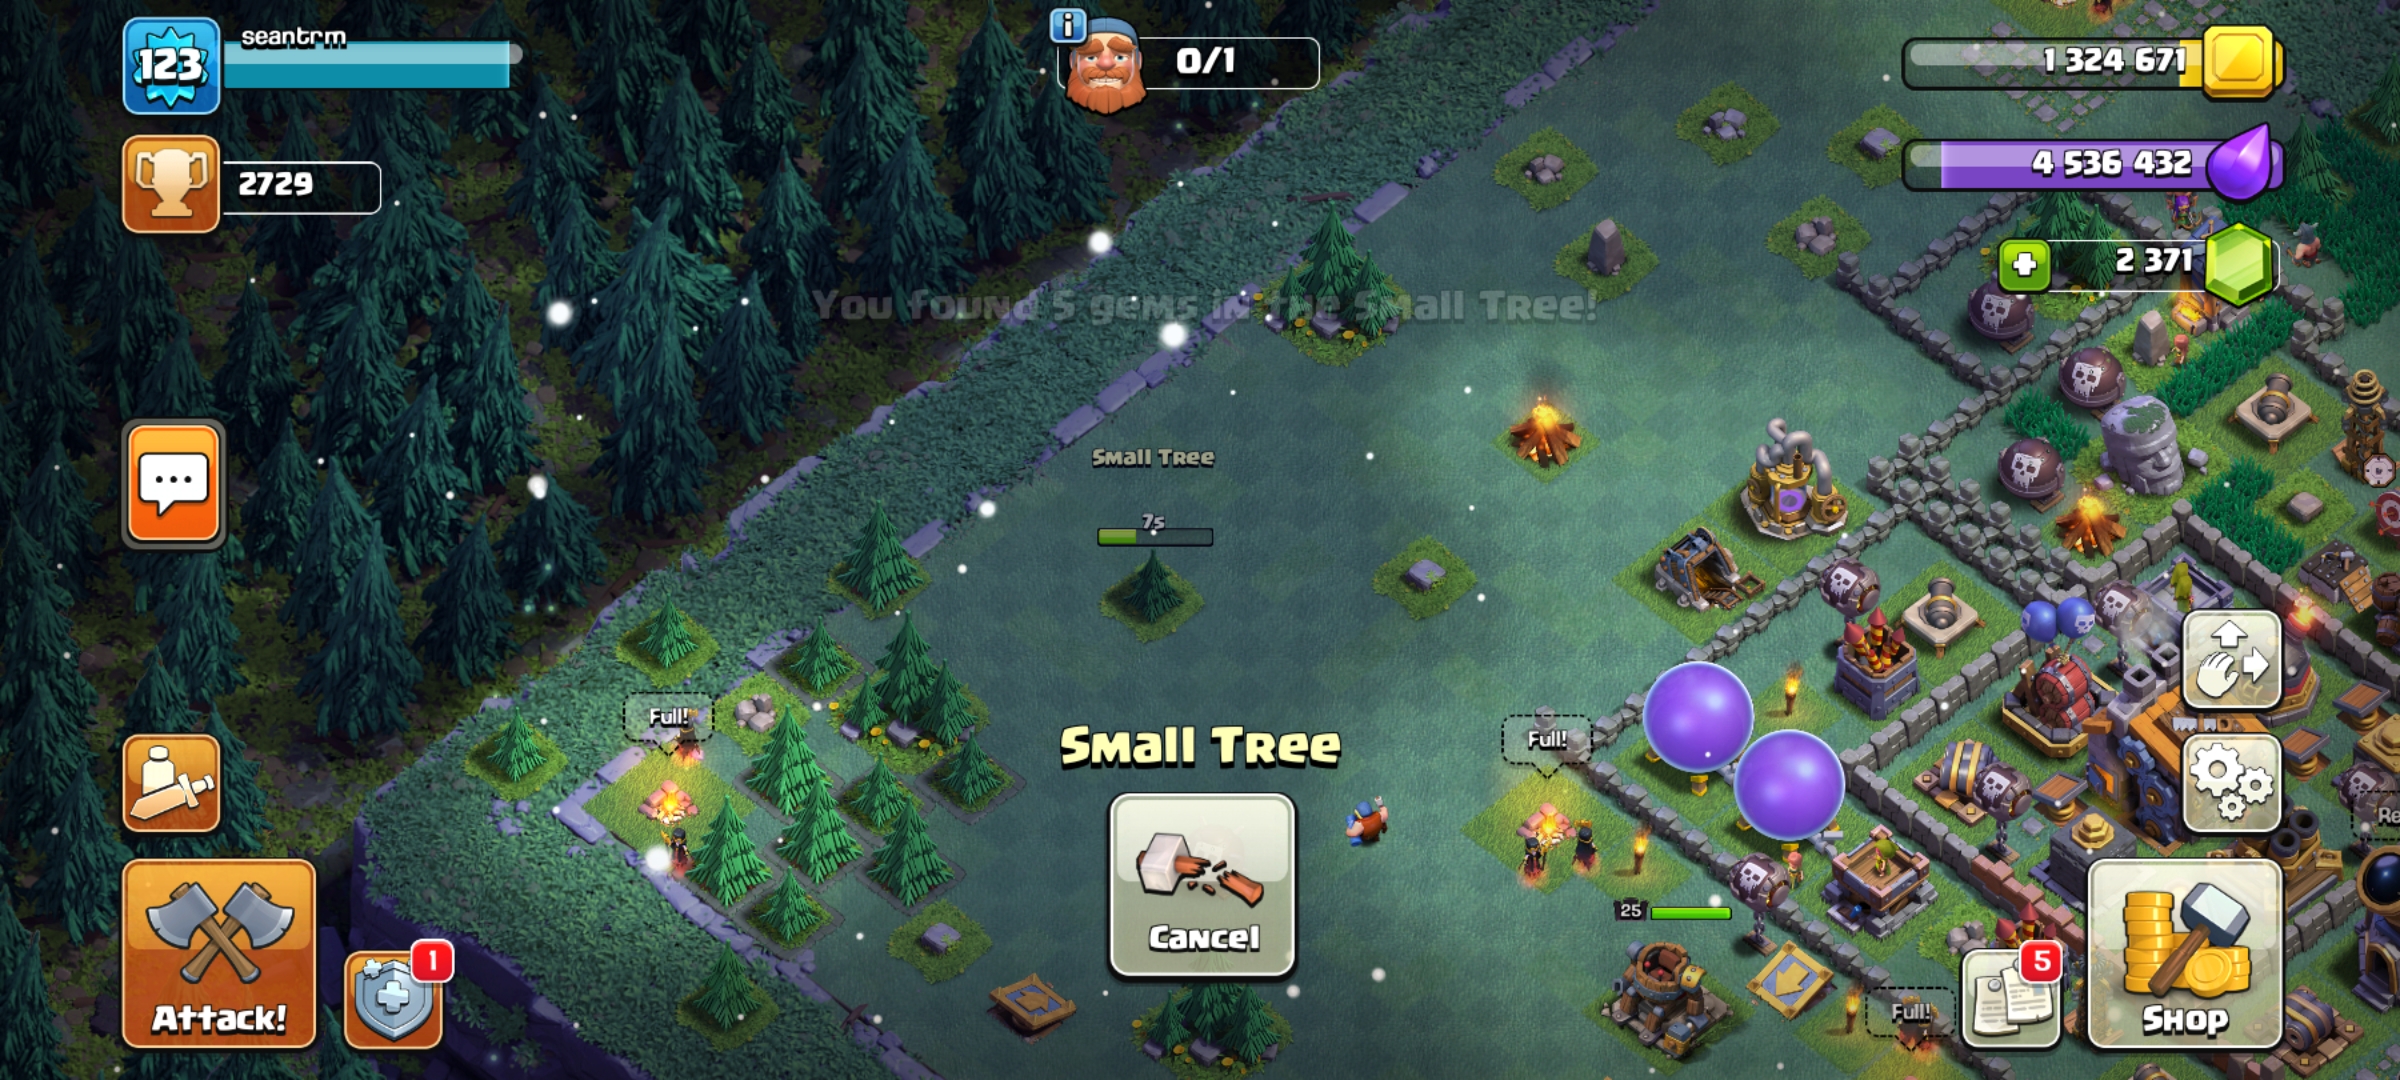 123
seantrm
i
0/1
1 324 671
2729
4 536 432
2 371
You found 5 gems in the Small Tree!
Small Tree
7s
Full!
Small Tree
Full!
Cancel
25
1
5
Full!
Attack!
Shop
Re